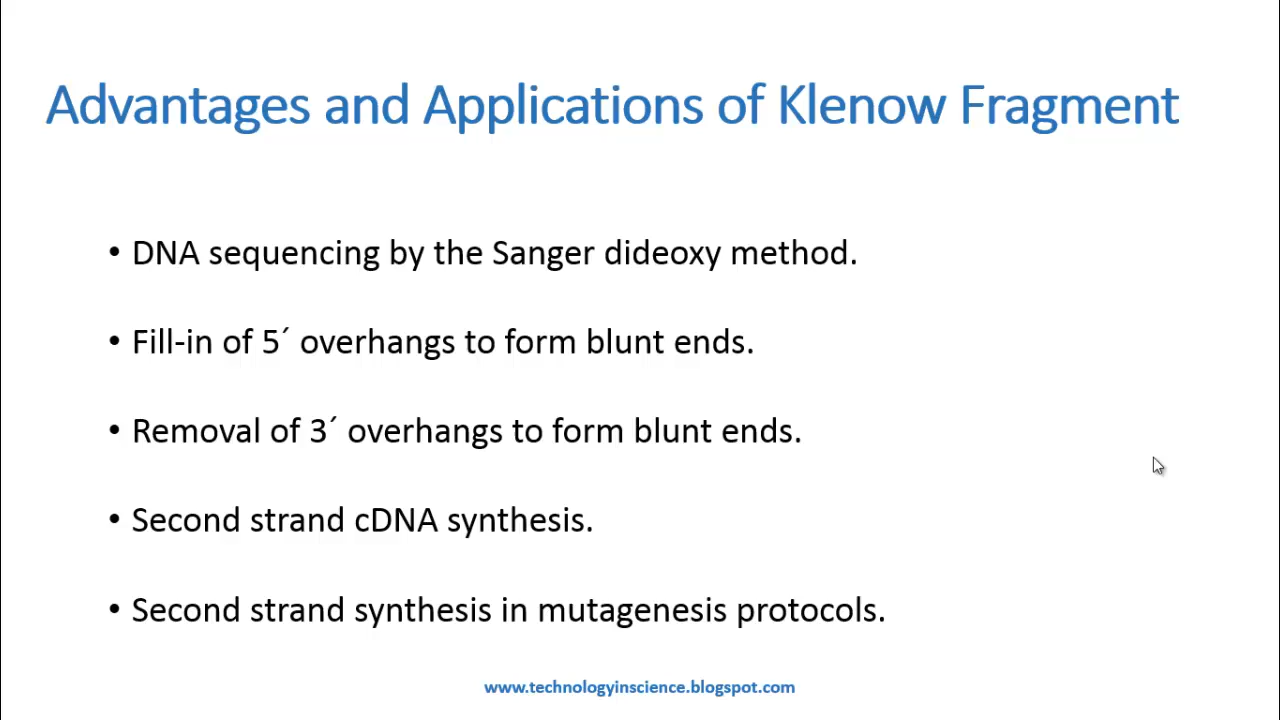 Advantages and Applications of Klenow Fragment
• DNA sequencing by the Sanger dideoxy method.
• Fill-in of 5´ overhangs to form blunt ends.
• Removal of 3´ overhangs to form blunt ends.
• Second strand cDNA synthesis.
• Second strand synthesis in mutagenesis protocols.
www.technologyinscience.blogspot.com